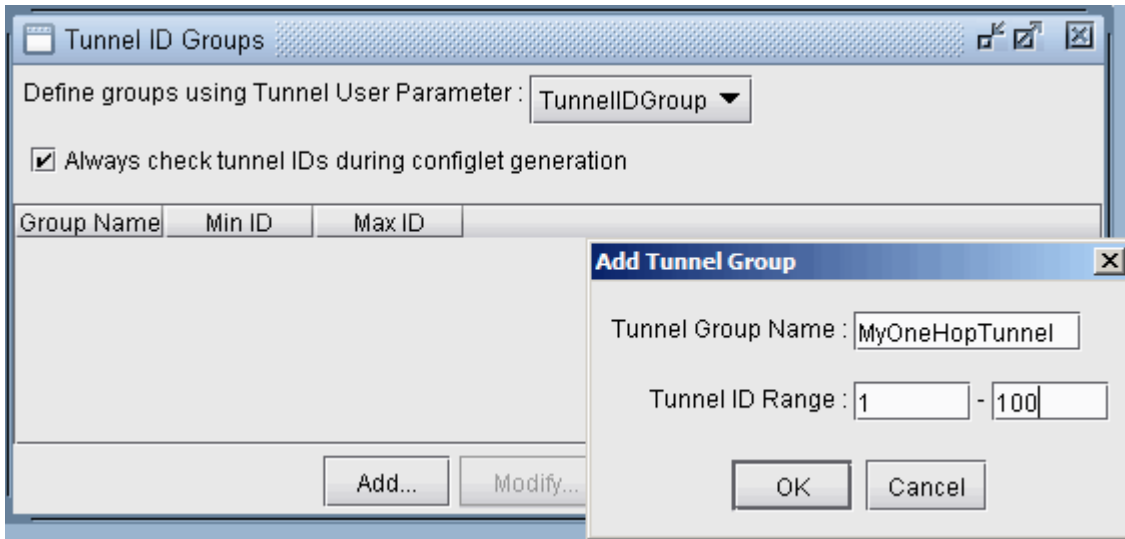 Tunnel ID Groups
Define groups using Tunnel User Parameter : TunnelIDGroup
Always check tunnel IDs during configlet generation
Group Name Min ID Max ID
Add Tunnel Group
Tunnel Group Name : MyOneHopTunnel
Tunnel ID Range : 1 - 100
Add... Modify...
OK Cancel